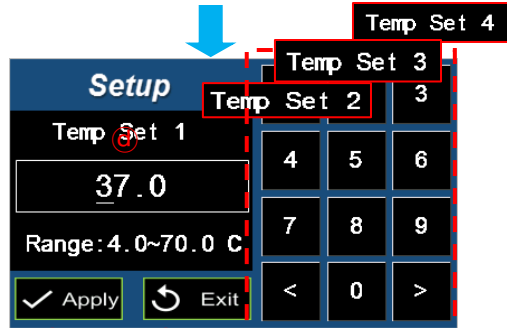 Temp Set 4
Temp Set 3
Temp Set 2
3
Setup
Temp Set 1
ⓓ
37.0
Range:4.0~70.0 C
Apply
Exit
4 5 6
7 8 9
< 0 >